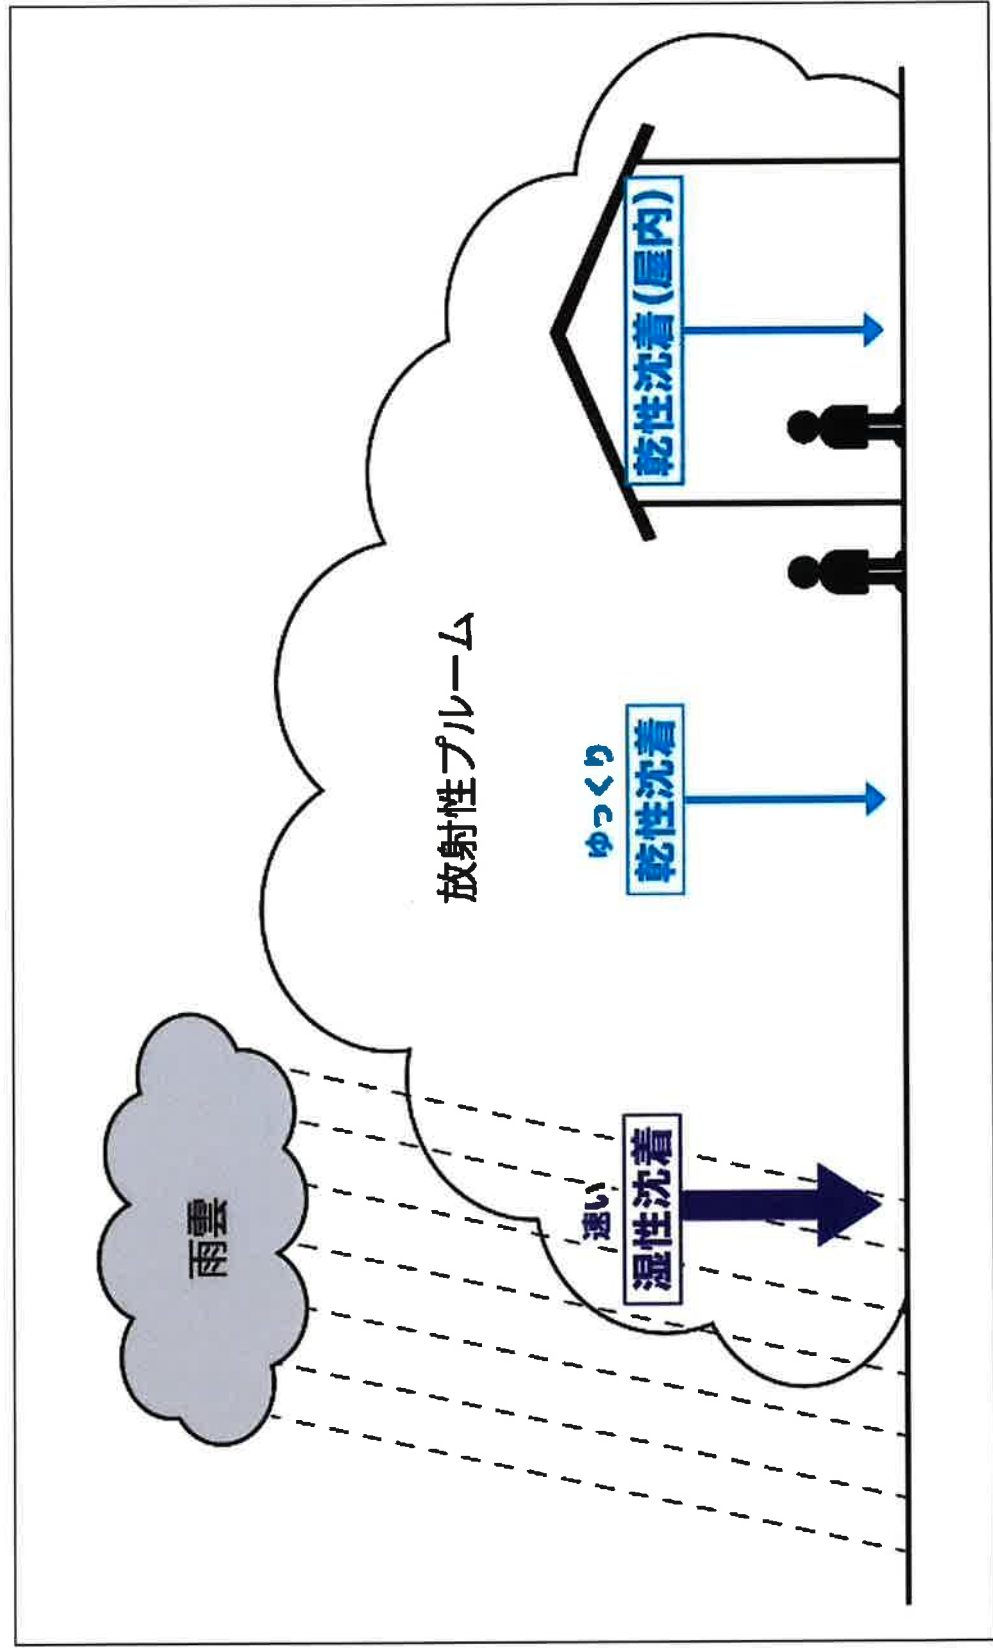 雨雲
放射性プルーム
速い
湿性沈着
ゆっくり
乾性沈着
乾性沈着(屋内)